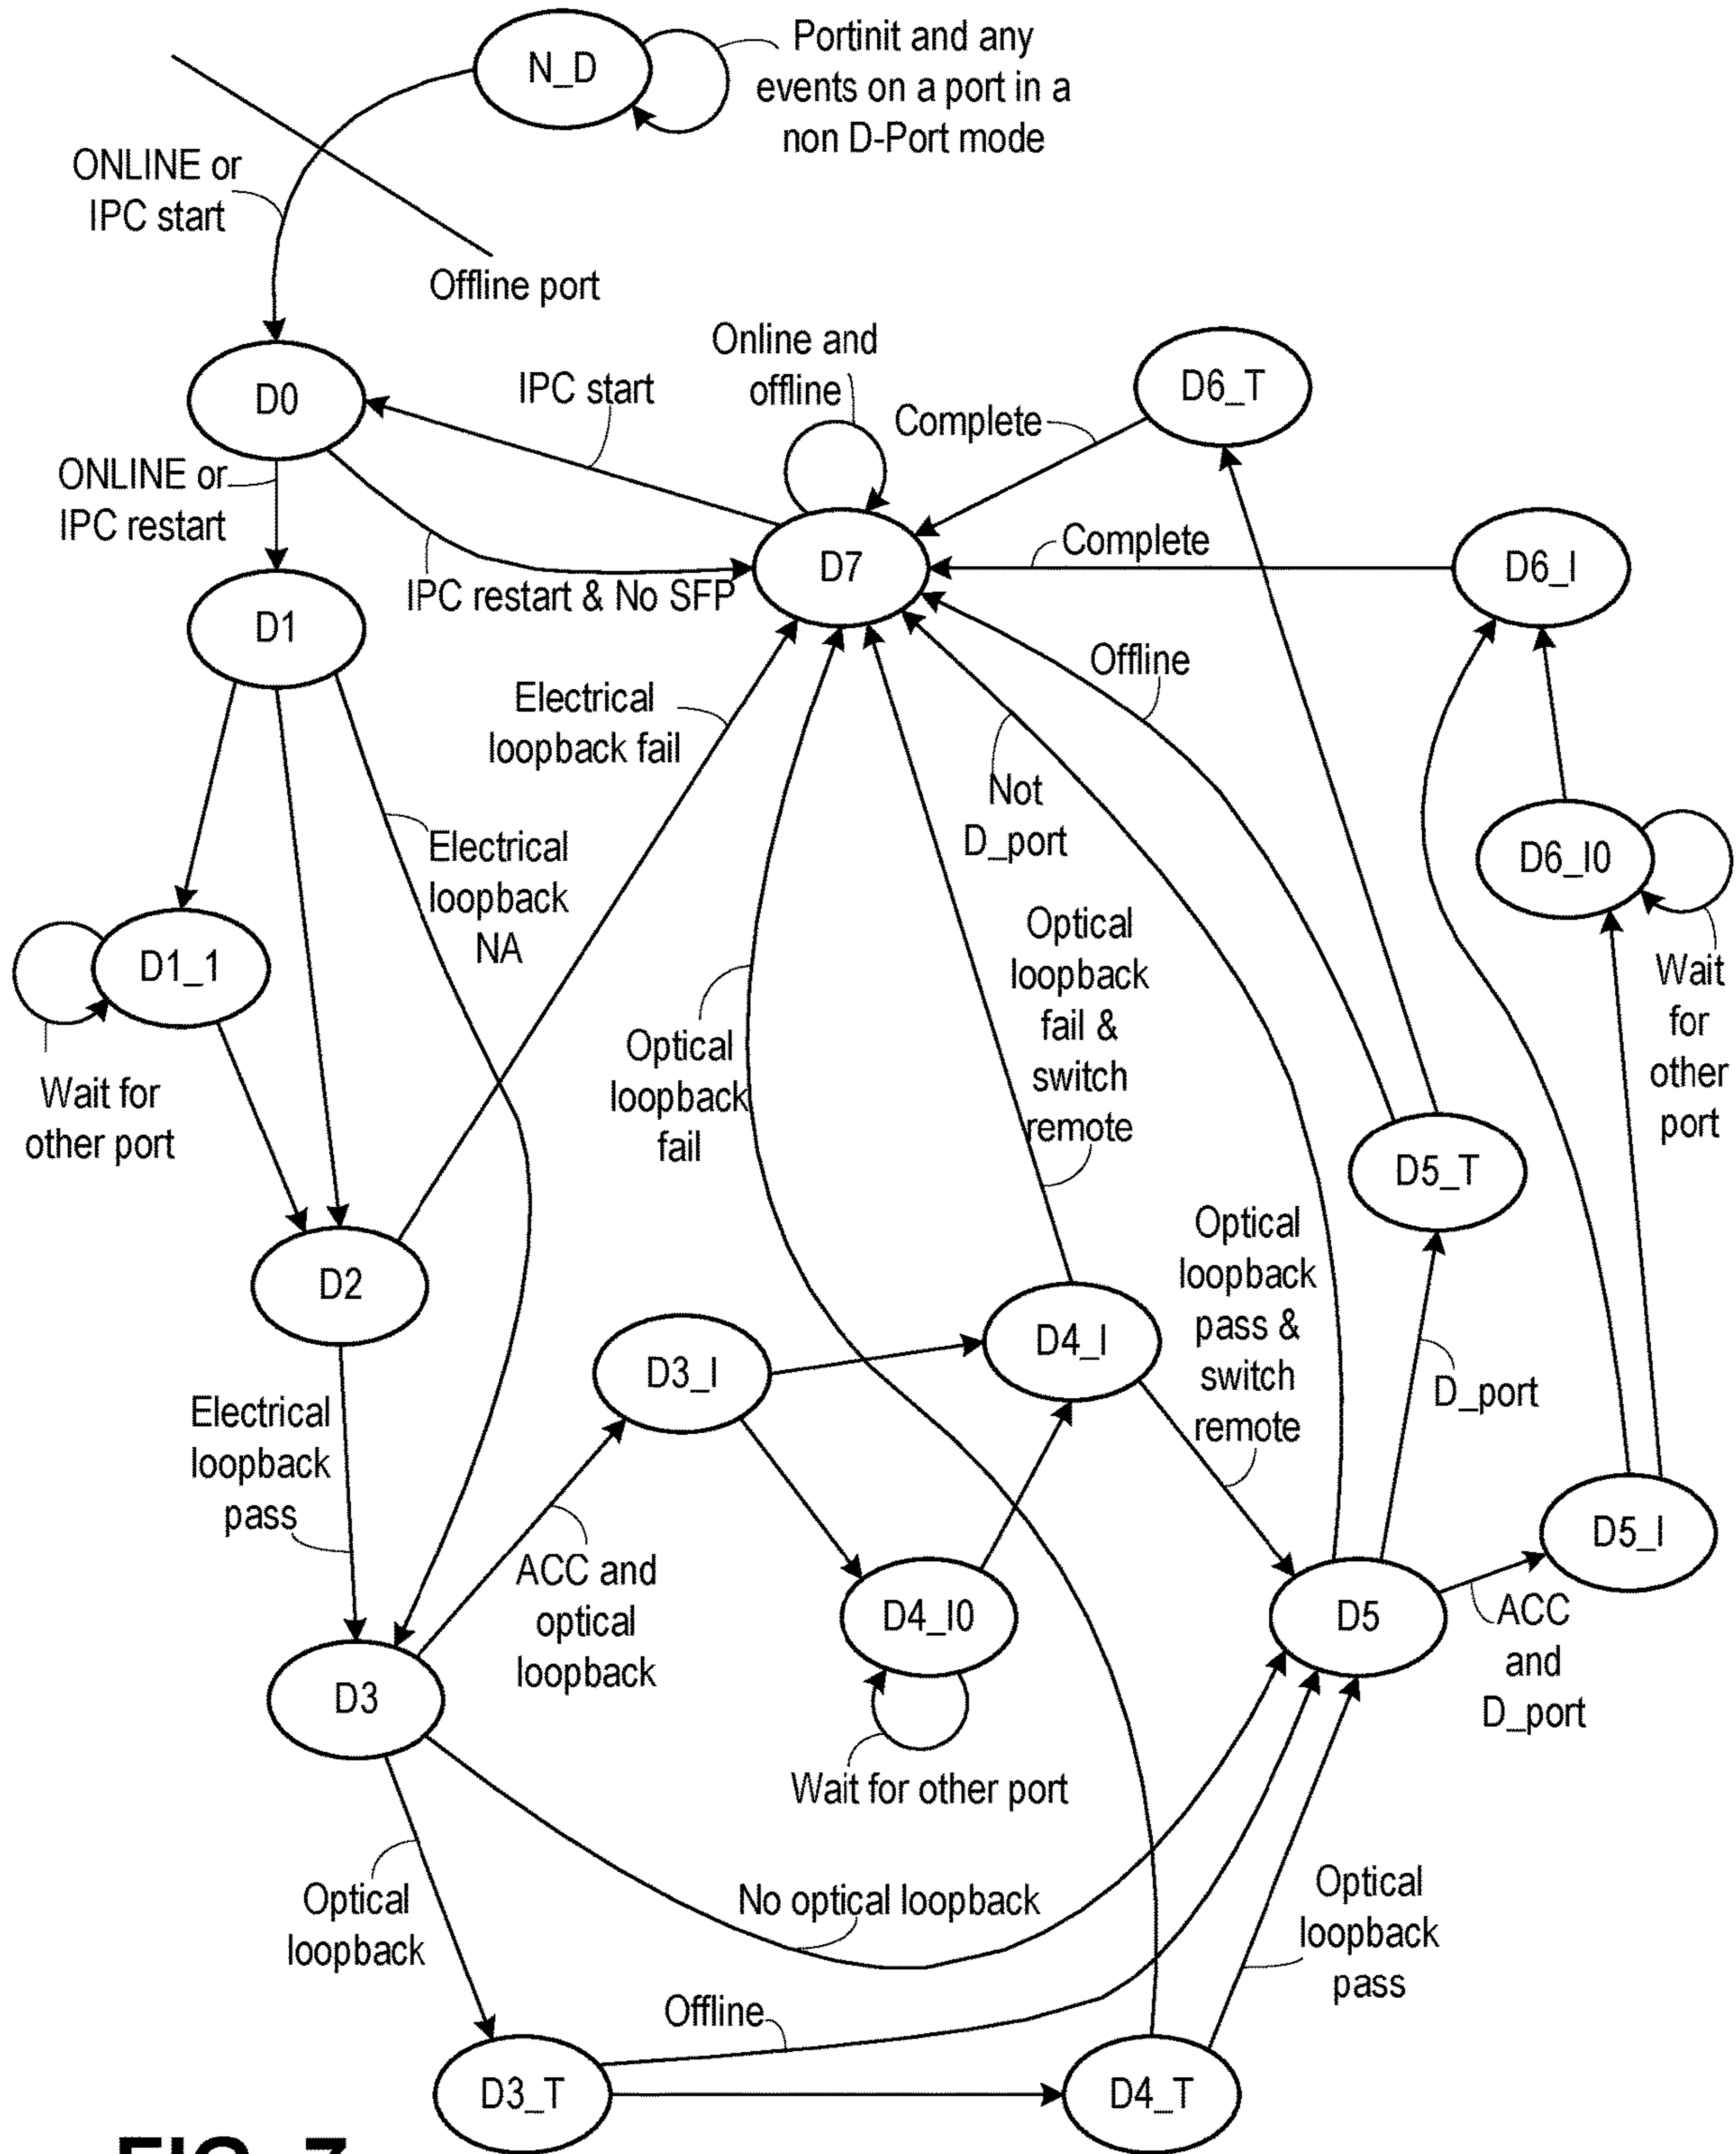 N_D
Portinit and any
events on a port in a
non D-Port mode
ONLINE or
IPC start
Offline port
D0
IPC start
Online and
offline
Complete
D6_T
ONLINE or
IPC restart
IPC restart & No SFP
D7
Complete
D6_I
D1
Electrical
loopback fail
Offline
Not
D_port
Electrical
loopback
NA
D6_I0
Wait
for
other
port
D1_1
Wait for
other port
Optical
loopback
fail
Optical
loopback
fail &
switch
remote
D5_T
D2
D3_I
D4_I
Optical
loopback
pass &
switch
remote
D_port
Electrical
loopback
pass
ACC and
optical
loopback
D4_I0
D5
D5_I
ACC
and
D_port
D3
Wait for other port
Optical
loopback
No optical loopback
Optical
loopback
pass
Offline
D3_T
D4_T
FIG. 7